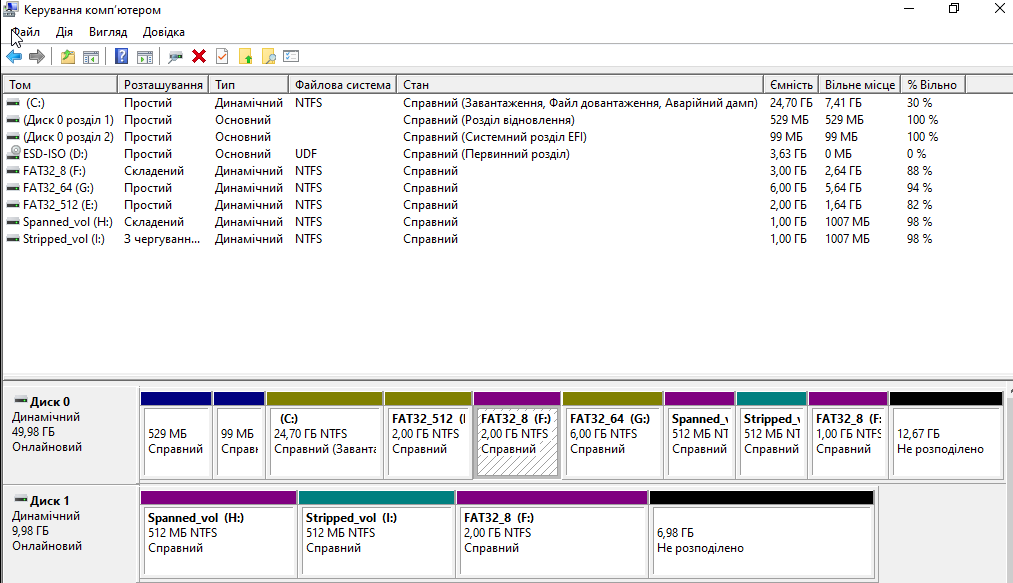 Керування комп'ютером
Файл Дія Вигляд Довідка
Том Розташування Тип Файлова система Стан Ємність Вільне місце % Вільно
(C:) Простий Динамічний NTFS Справний (Завантаження, Файл довантаження, Аварійний дамп) 24,70 ГБ 7,41 ГБ 30 %
(Диск 0 розділ 1) Простий Основний Справний (Розділ відновлення) 529 МБ 529 МБ 100 %
(Диск 0 розділ 2) Простий Основний Справний (Системний розділ EFI) 99 МБ 99 МБ 100 %
ESD-ISO (D:) Простий Основний UDF Справний (Первинний розділ) 3,63 ГБ 0 МБ 0 %
FAT32_8 (F:) Складений Динамічний NTFS Справний 3,00 ГБ 2,64 ГБ 88 %
FAT32_64 (G:) Простий Динамічний NTFS Справний 6,00 ГБ 5,64 ГБ 94 %
FAT32_512 (E:) Простий Динамічний NTFS Справний 2,00 ГБ 1,64 ГБ 82 %
Spanned_vol (H:) Складений Динамічний NTFS Справний 1,00 ГБ 1007 МБ 98 %
Stripped_vol (I:) З чергуванн... Динамічний NTFS Справний 1,00 ГБ 1007 МБ 98 %
Диск 0
Динамічний
49,98 ГБ
Онлайновий
529 МБ
Справний
99 МБ
Справн
(C:)
24,70 ГБ NTFS
Справний (Заванта
FAT32_512 (
2,00 ГБ NTFS
Справний
FAT32_8 (F:)
2,00 ГБ NTFS
Справний
FAT32_64 (G:)
6,00 ГБ NTFS
Справний
Spanned_v
512 МБ NT
Справний
Stripped_v
512 МБ NT
Справний
FAT32_8 (F:
1,00 ГБ NTFS
Справний
12,67 ГБ
Не розподілено
Диск 1
Динамічний
9,98 ГБ
Онлайновий
Spanned_vol (H:)
512 МБ NTFS
Справний
Stripped_vol (I:)
512 МБ NTFS
Справний
FAT32_8 (F:)
2,00 ГБ NTFS
Справний
6,98 ГБ
Не розподілено